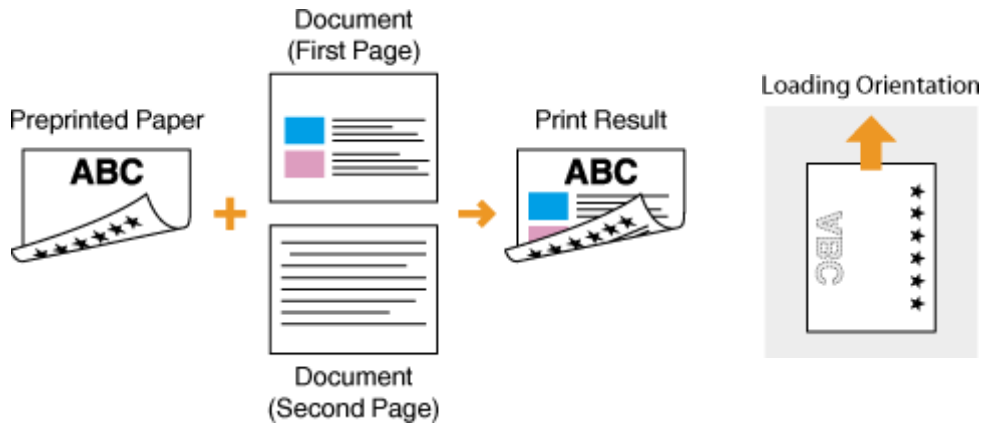 Document
(First Page)
Loading Orientation
Preprinted Paper
Print Result
ABC
ABC
ABC
Document
(Second Page)